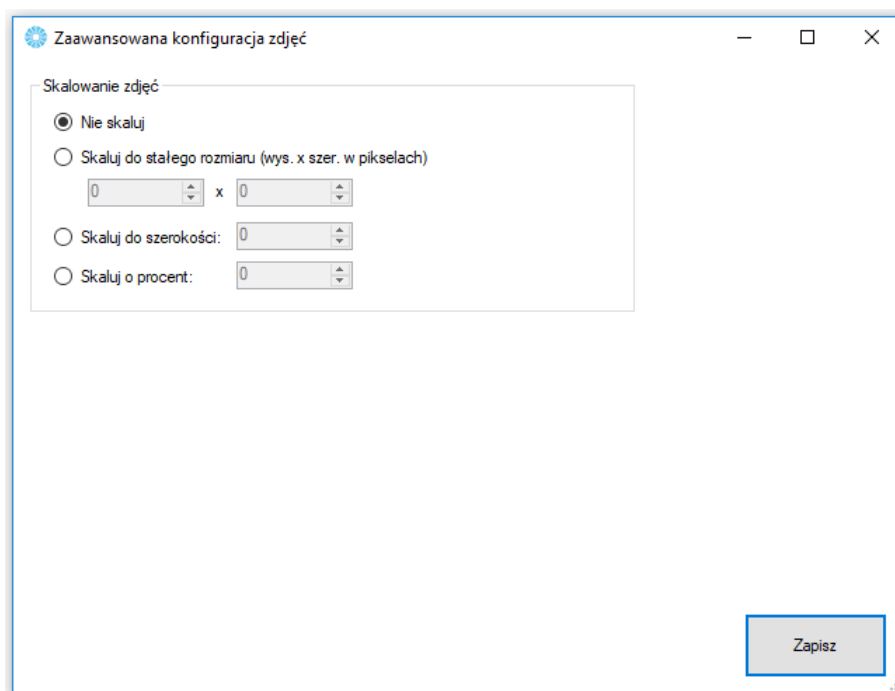 Zaawansowana konfiguracja zdjęć
Skalowanie zdjęć
Nie skaluj
Skaluj do stałego rozmiaru (wys. x szer. w pikselach)
0 x 0
Skaluj do szerokości: 0
Skaluj o procent: 0
Zapisz